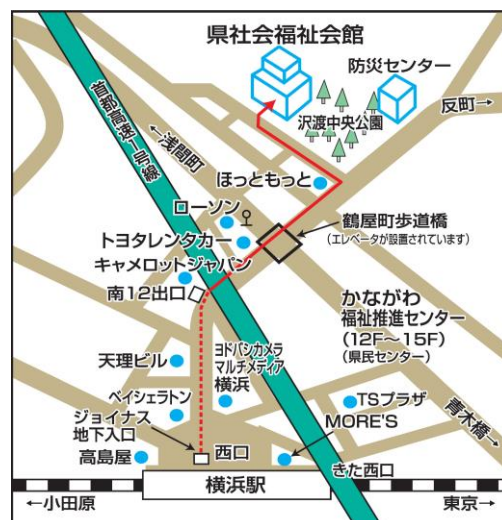 県社会福祉会館
防災センター
反町→
首都高速1号線
←浅間町
沢渡中央公園
ほっともっと
ローソン
トヨタレンタカー
鶴屋町歩道橋
(エレベータが設置されています)
キャメロットジャパン
南12出口
かながわ
福祉推進センター
(12F〜15F)
(県民センター)
天理ビル
ヨドバシカメラ
マルチメディア
横浜
ベイシェラトン
TSプラザ
青木橋→
ジョイナス
地下入口
西口
MORE'S
高島屋
きた西口
横浜駅
←小田原
東京→